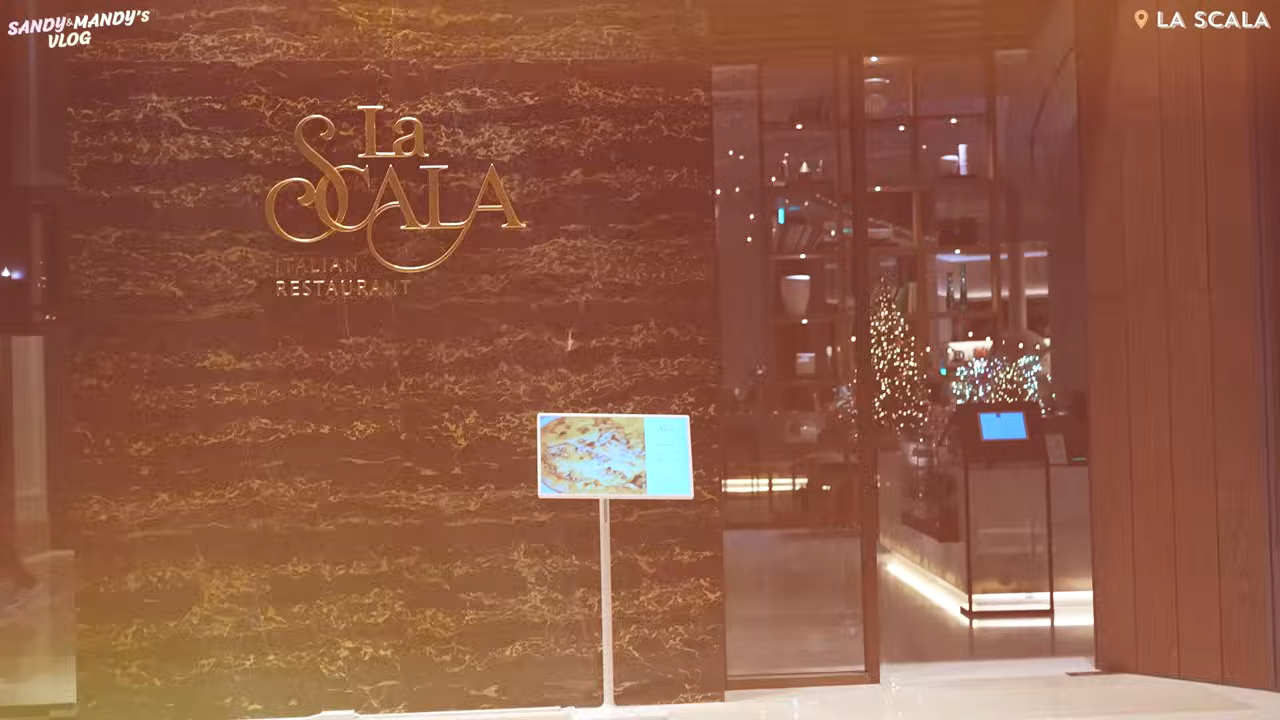 SANDY&MANDY'S
VLOG
LA SCALA
La
SCALA
ITALIAN
RESTAURANT